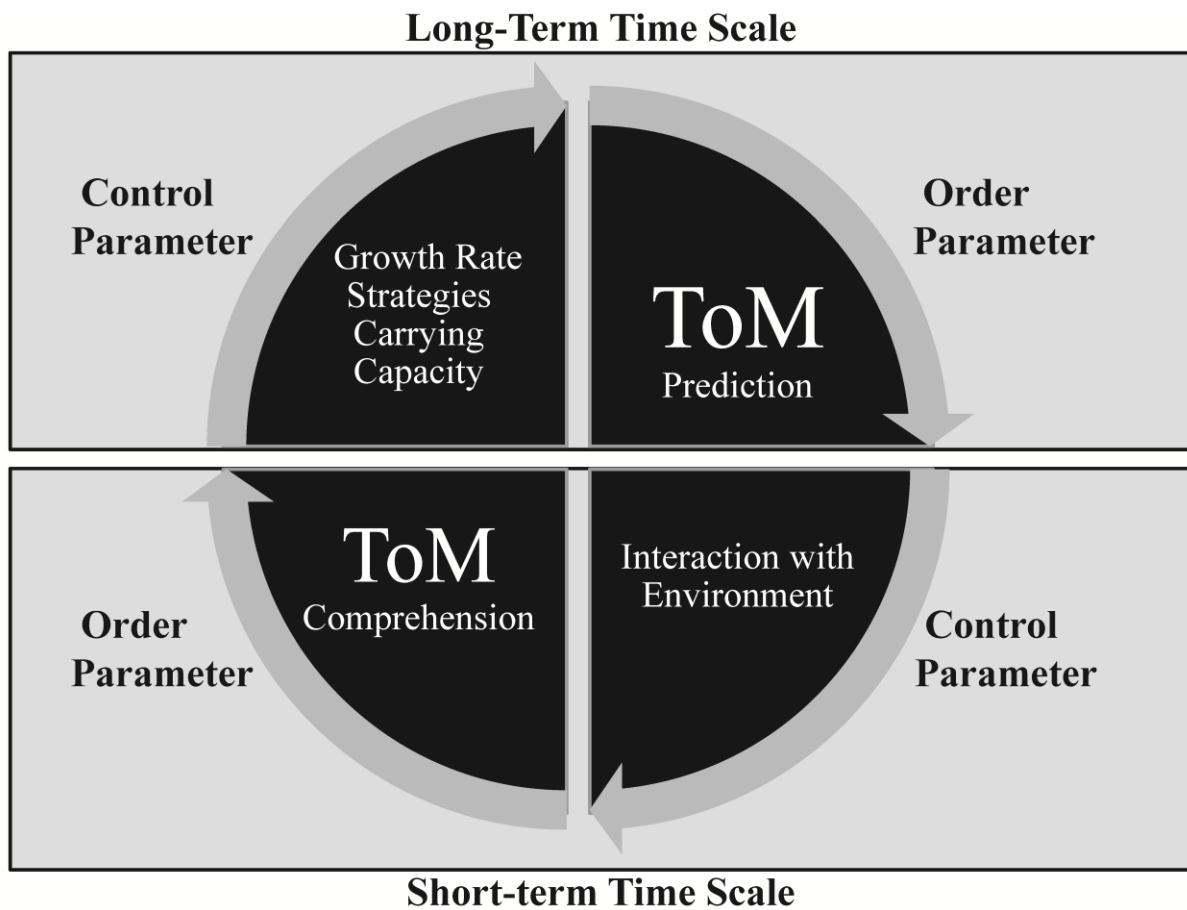 Long-Term Time Scale
Control
Parameter
Growth Rate
Strategies
Carrying
Capacity
ToM
Prediction
Order
Parameter
Order
Parameter
ToM
Comprehension
Interaction with
Environment
Control
Parameter
Short-term Time Scale